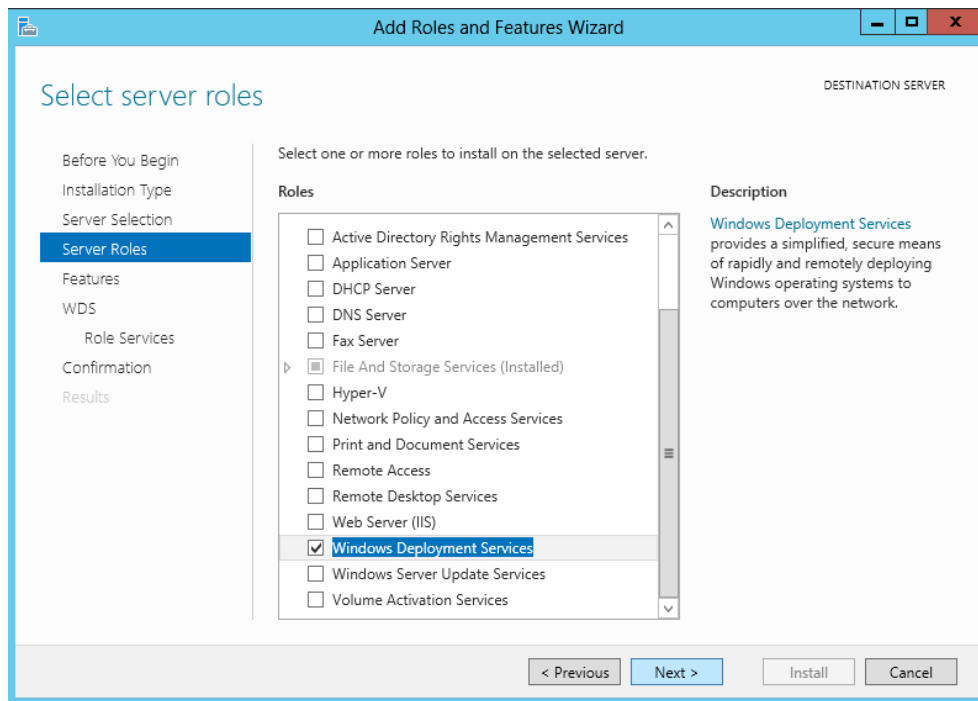 Add Roles and Features Wizard
Select server roles
DESTINATION SERVER
Before You Begin
Installation Type
Server Selection
Server Roles
Features
WDS
Role Services
Confirmation
Results
Select one or more roles to install on the selected server.
Roles
Active Directory Rights Management Services
Application Server
DHCP Server
DNS Server
Fax Server
File And Storage Services (Installed)
Hyper-V
Network Policy and Access Services
Print and Document Services
Remote Access
Remote Desktop Services
Web Server (IIS)
Windows Deployment Services
Windows Server Update Services
Volume Activation Services
Description
Windows Deployment Services
provides a simplified, secure means
of rapidly and remotely deploying
Windows operating systems to
computers over the network.
< Previous
Next >
Install
Cancel